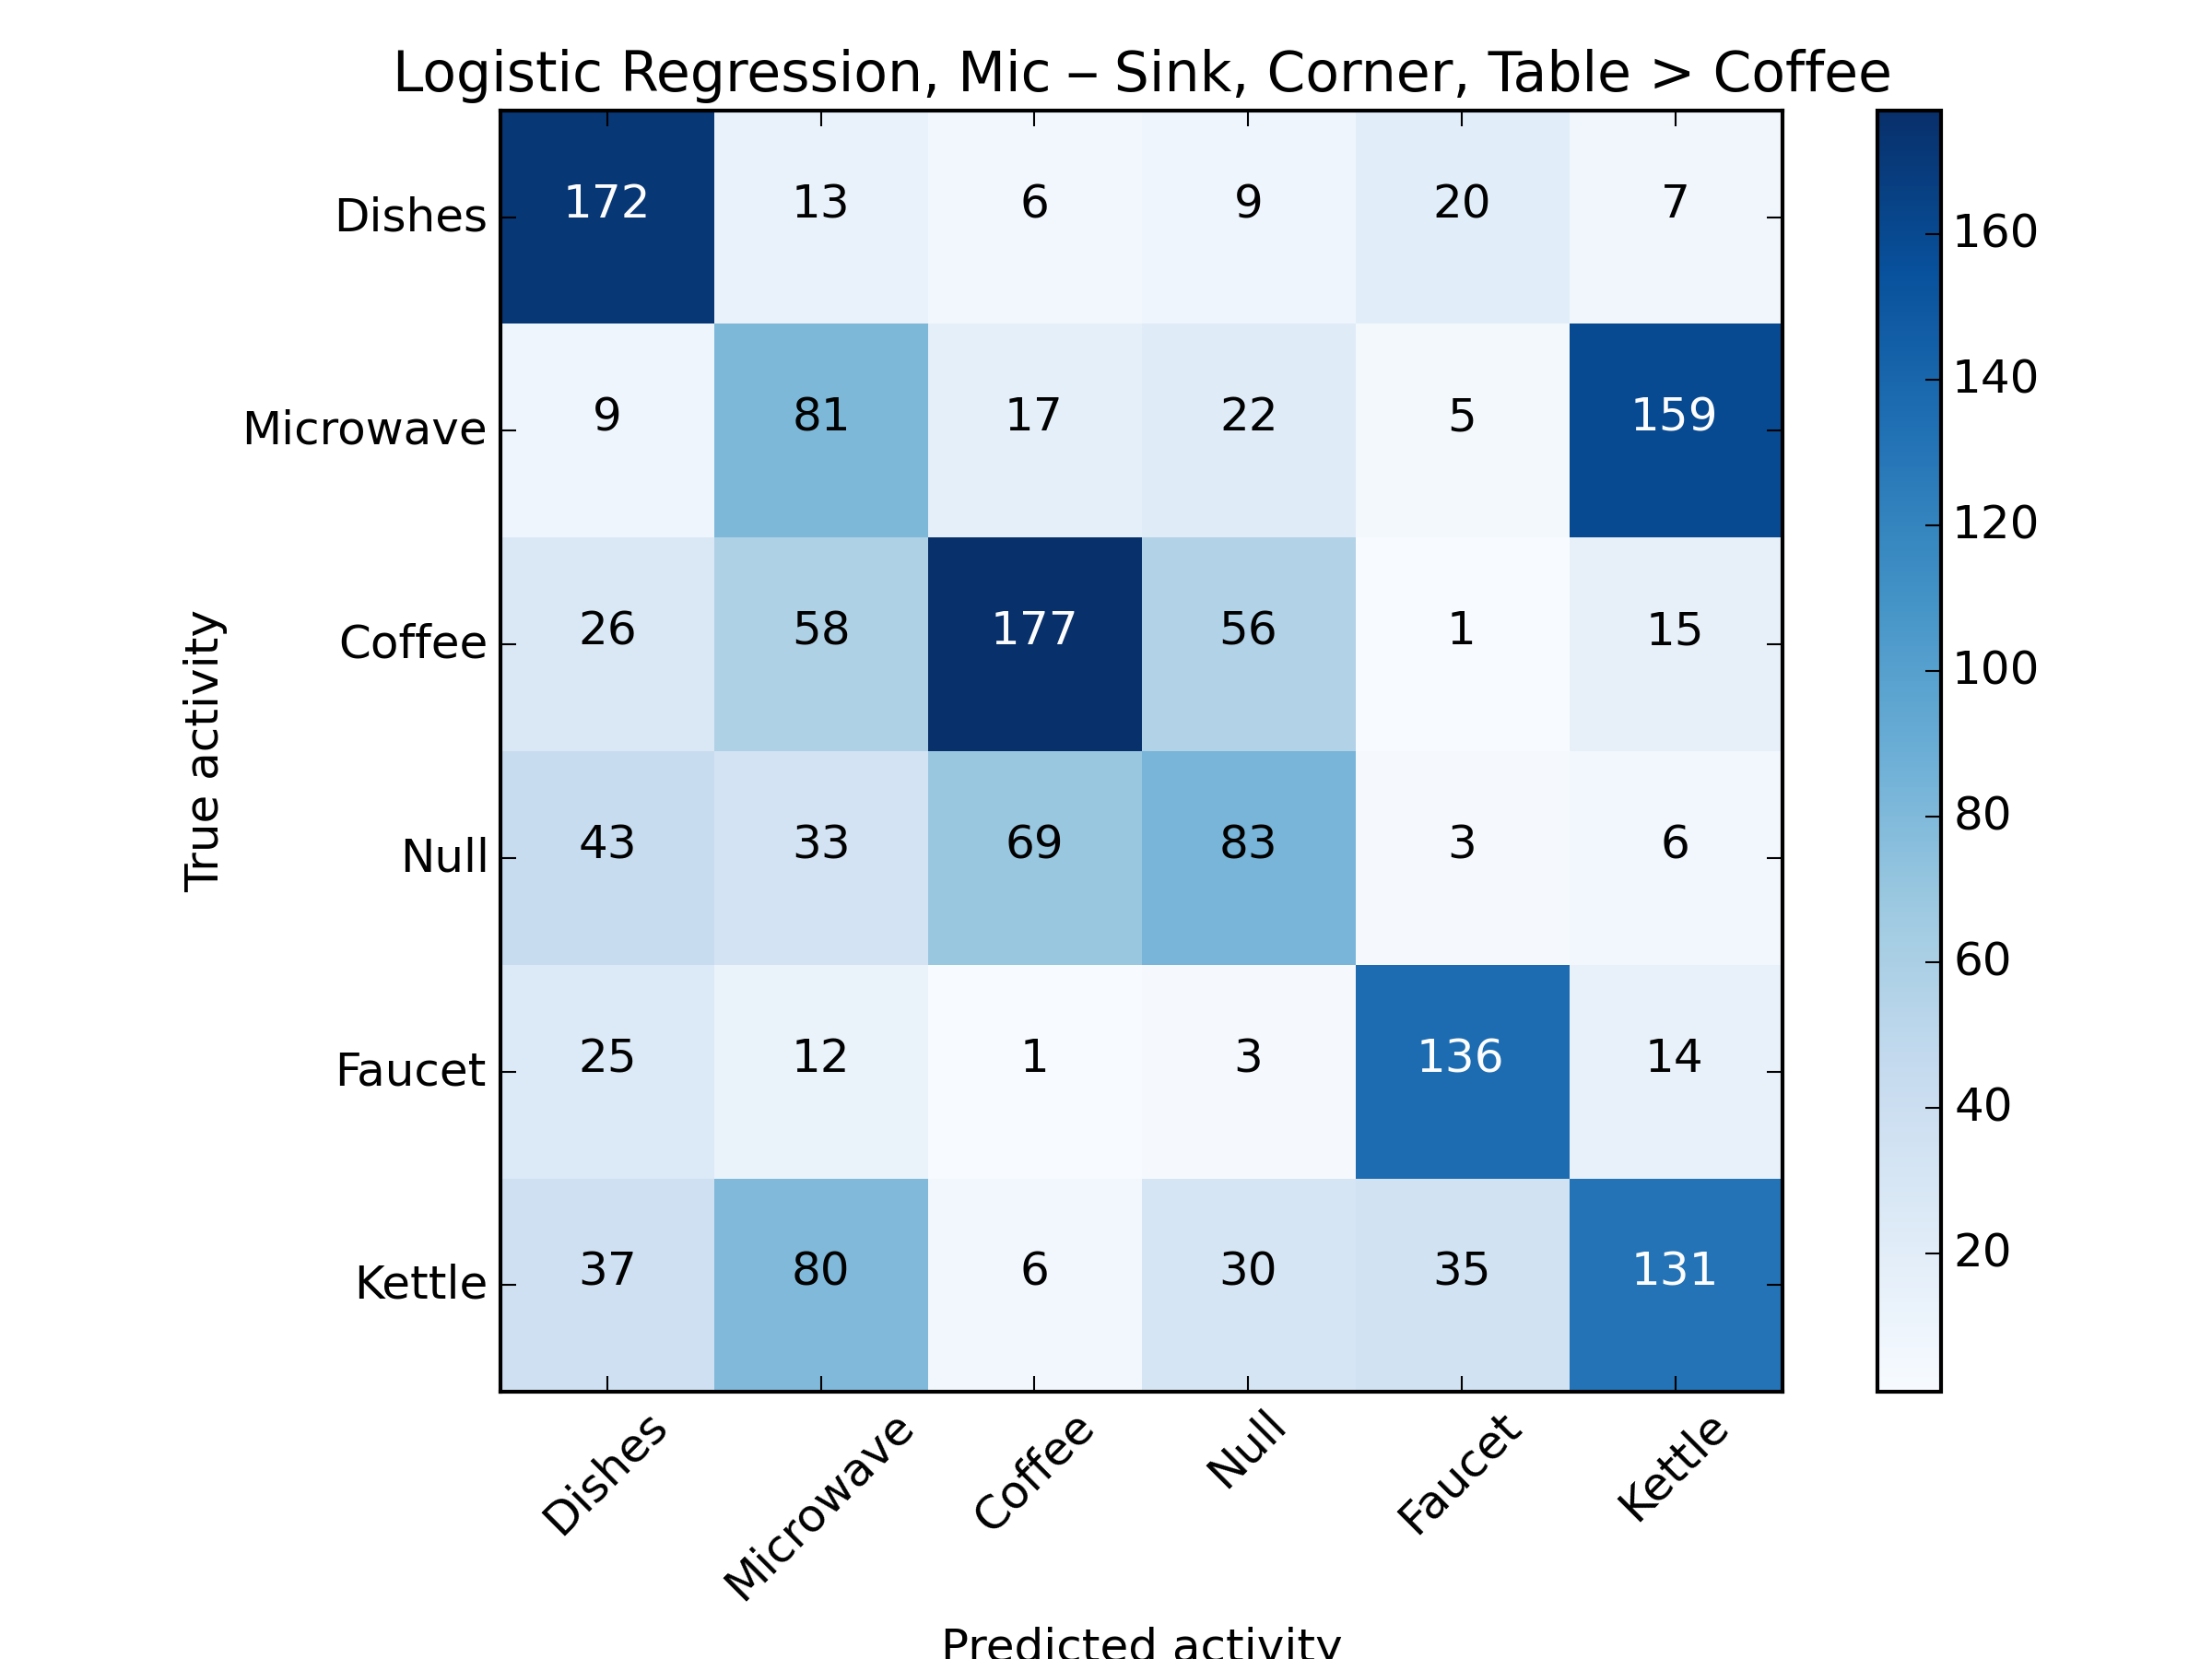 Logistic Regression, Mic – Sink, Corner, Table > Coffee
Dishes 172 13 6 9 20 7
Microwave 9 81 17 22 5 159
Coffee 26 58 177 56 1 15
Null 43 33 69 83 3 6
Faucet 25 12 1 3 136 14
Kettle 37 80 6 30 35 131
True activity
Dishes Microwave Coffee Null Faucet Kettle
Predicted activity
160
140
120
100
80
60
40
20